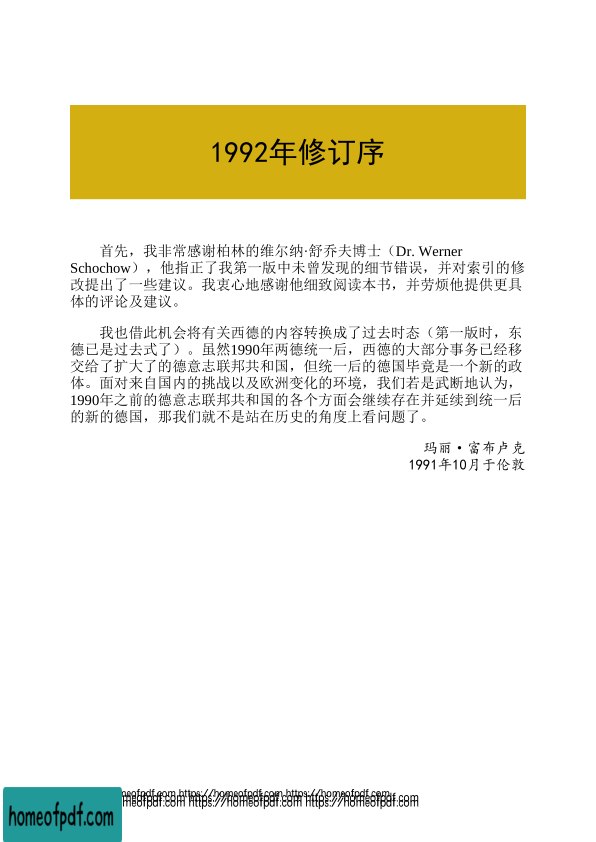 1992年修订序
首先，我非常感谢柏林的维尔纳·舒乔夫博士（Dr. Werner
Schochow），他指正了我第一版中未曾发现的细节错误，并对索引的修
改提出了一些建议。我衷心地感谢他细致阅读本书，并劳烦他提供更具
体的评论及建议。
我也借此机会将有关西德的内容转换成了过去时态（第一版时，东
德已是过去式了）。虽然1990年两德统一后，西德的大部分事务已经移
交给了扩大了的德意志联邦共和国，但统一后的德国毕竟是一个新的政
体。面对来自国内的挑战以及欧洲变化的环境，我们若是武断地认为，
1990年之前的德意志联邦共和国的各个方面会继续存在并延续到统一后
的新的德国，那我们就不是站在历史的角度上看问题了。
玛丽·富布卢克
1991年10月于伦敦
homeofpdf.com https://homeofpdf.com https://homeofpdf.com
homeofpdf.com https://homeofpdf.com https://homeofpdf.com
homeofpdf.com